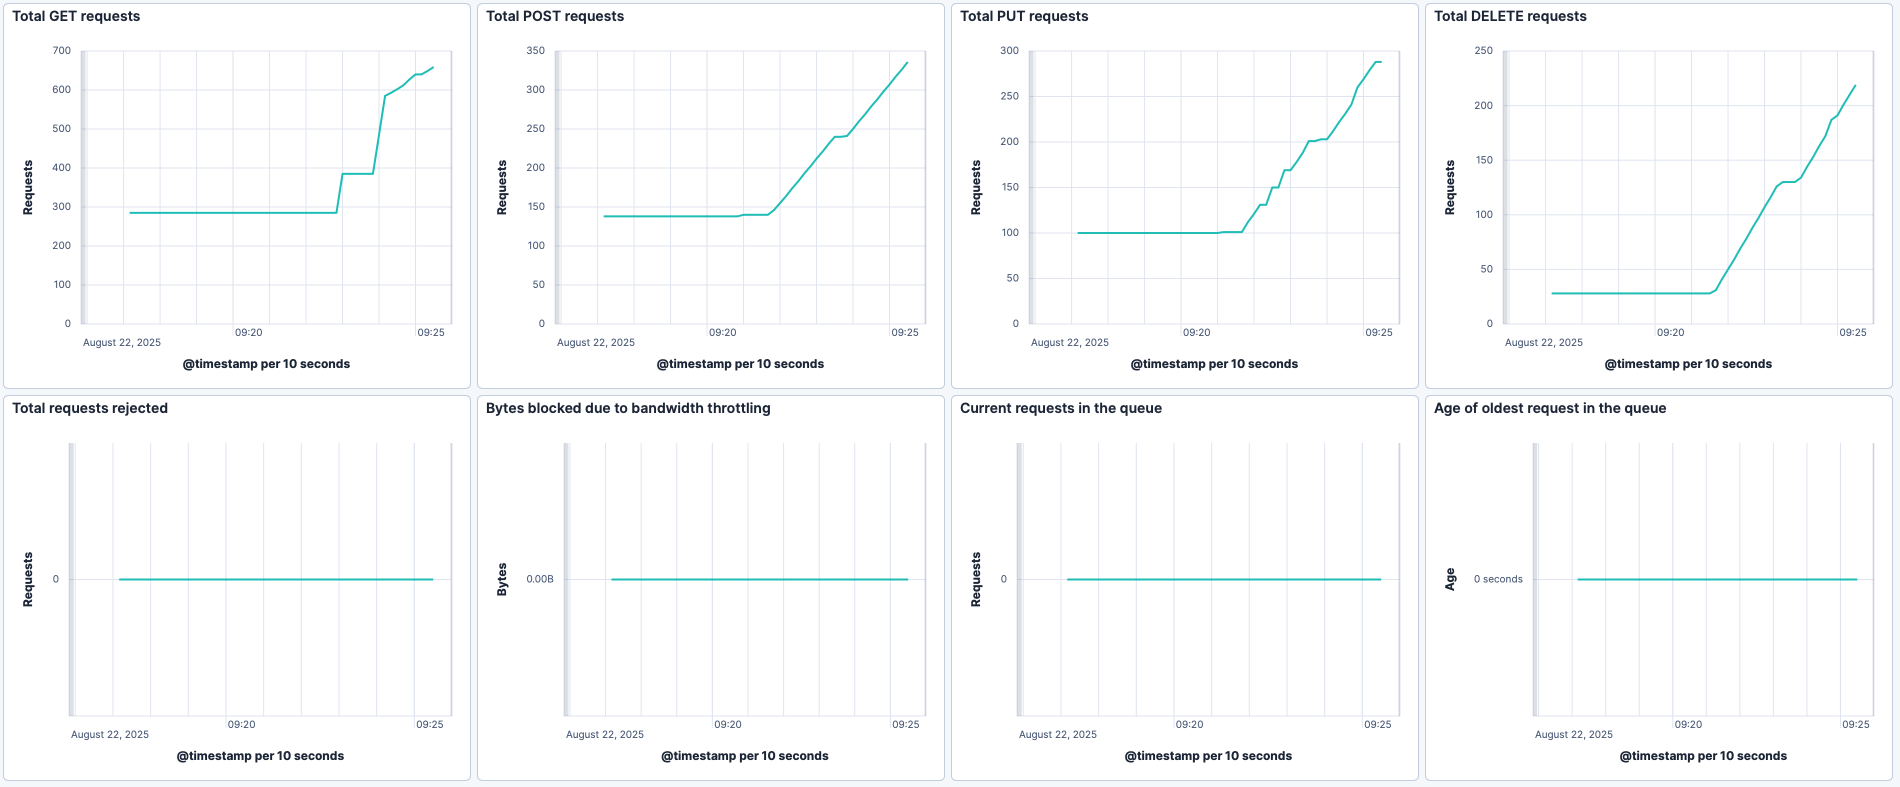 Total GET requests
700
600
500
400
300
200
100
0
Requests
09:20
09:25
August 22, 2025
@timestamp per 10 seconds
Total POST requests
350
300
250
200
150
100
50
0
Requests
09:20
09:25
August 22, 2025
@timestamp per 10 seconds
Total PUT requests
300
250
200
150
100
50
0
Requests
09:20
09:25
August 22, 2025
@timestamp per 10 seconds
Total DELETE requests
250
200
150
100
50
0
Requests
09:20
09:25
August 22, 2025
@timestamp per 10 seconds
Total requests rejected
0
Requests
09:20
09:25
August 22, 2025
@timestamp per 10 seconds
Bytes blocked due to bandwidth throttling
0.00B
Bytes
09:20
09:25
August 22, 2025
@timestamp per 10 seconds
Current requests in the queue
0
Requests
09:20
09:25
August 22, 2025
@timestamp per 10 seconds
Age of oldest request in the queue
0 seconds
Age
09:20
09:25
August 22, 2025
@timestamp per 10 seconds